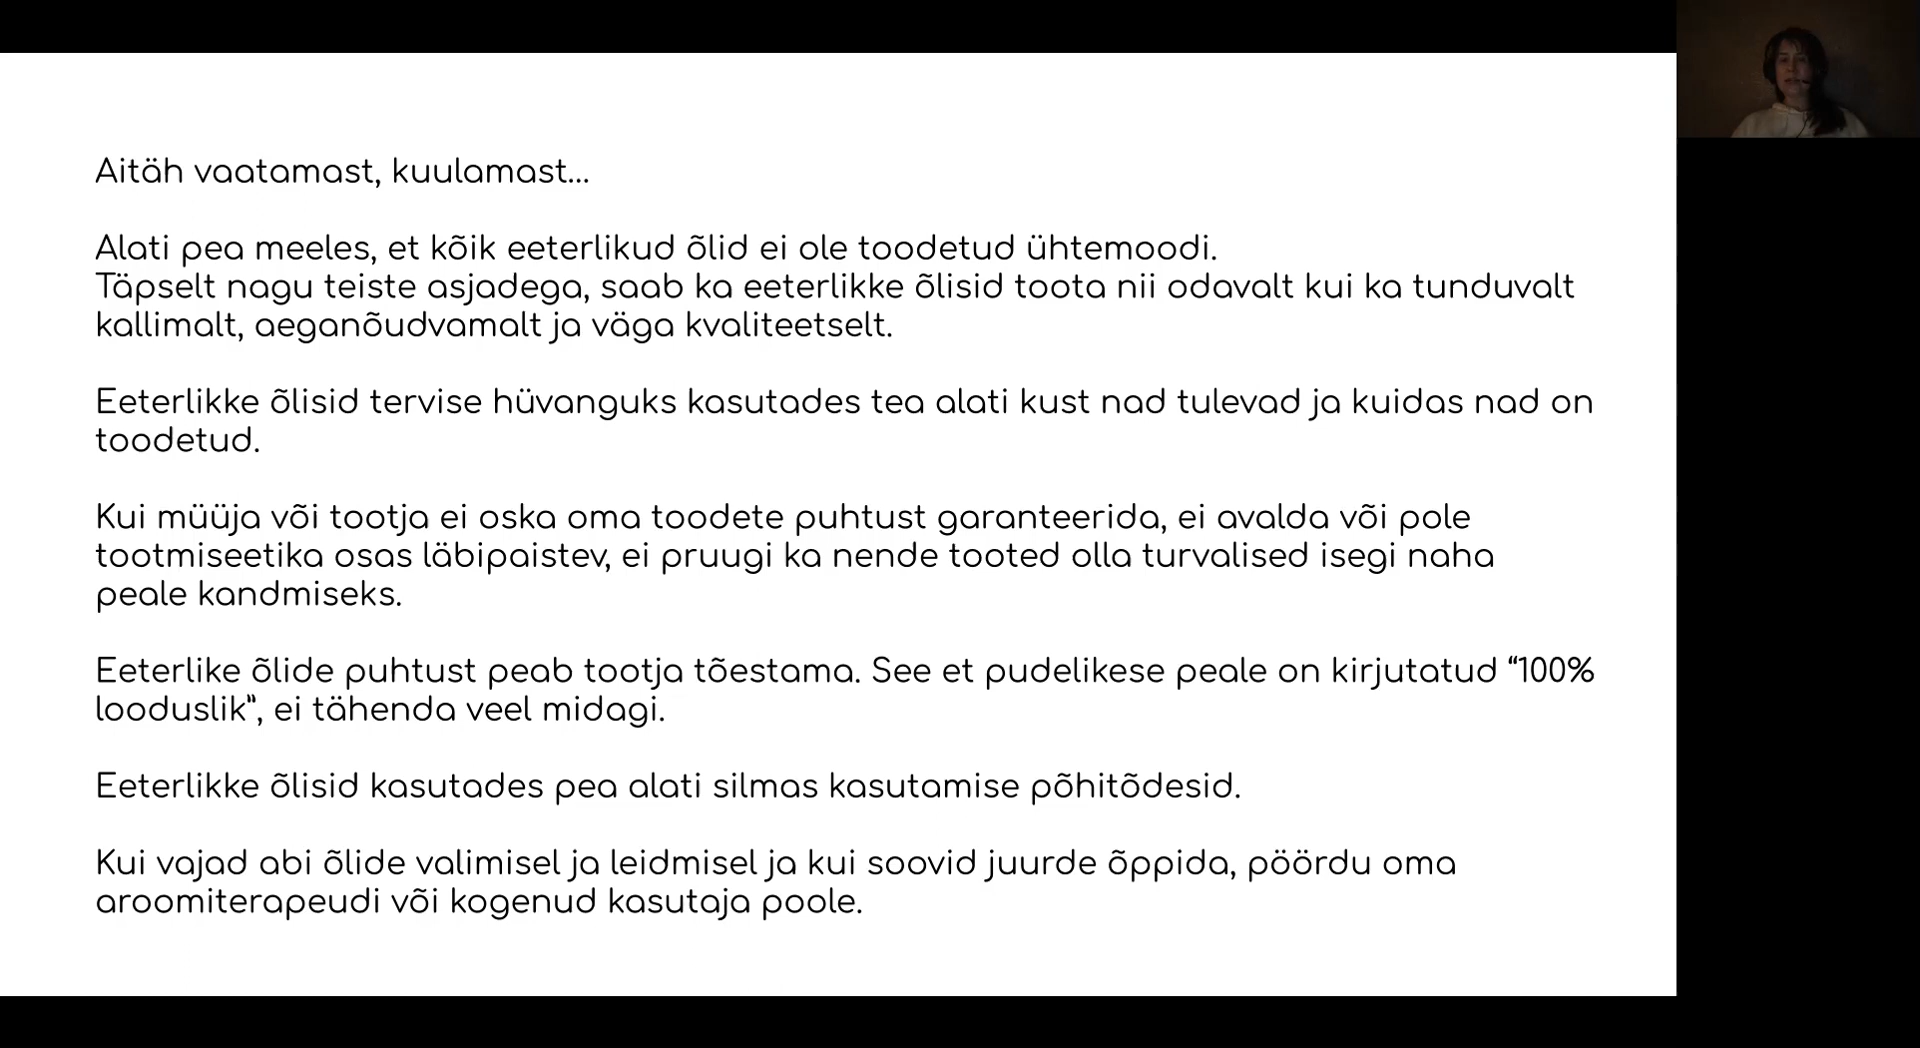 Aitäh vaatamast, kuulamast...
Alati pea meeles, et kõik eeterlikud õlid ei ole toodetud ühtemoodi.
Täpselt nagu teiste asjadega, saab ka eeterlikke õlisid toota nii odavalt kui ka tunduvalt
kallimalt, aeganõudvamalt ja väga kvaliteetselt.
Eeterlikke õlisid tervise hüvanguks kasutades tea alati kust nad tulevad ja kuidas nad on
toodetud.
Kui müüja või tootja ei oska oma toodete puhtust garanteerida, ei avalda või pole
tootmiseetika osas läbipaistev, ei pruugi ka nende tooted olla turvalised isegi naha
peale kandmiseks.
Eeterlike õlide puhtust peab tootja tõestama. See et pudelikese peale on kirjutatud “100%
looduslik”, ei tähenda veel midagi.
Eeterlikke õlisid kasutades pea alati silmas kasutamise põhitõdesid.
Kui vajad abi õlide valimisel ja leidmisel ja kui soovid juurde õppida, pöördu oma
aroomiterapeudi või kogenud kasutaja poole.